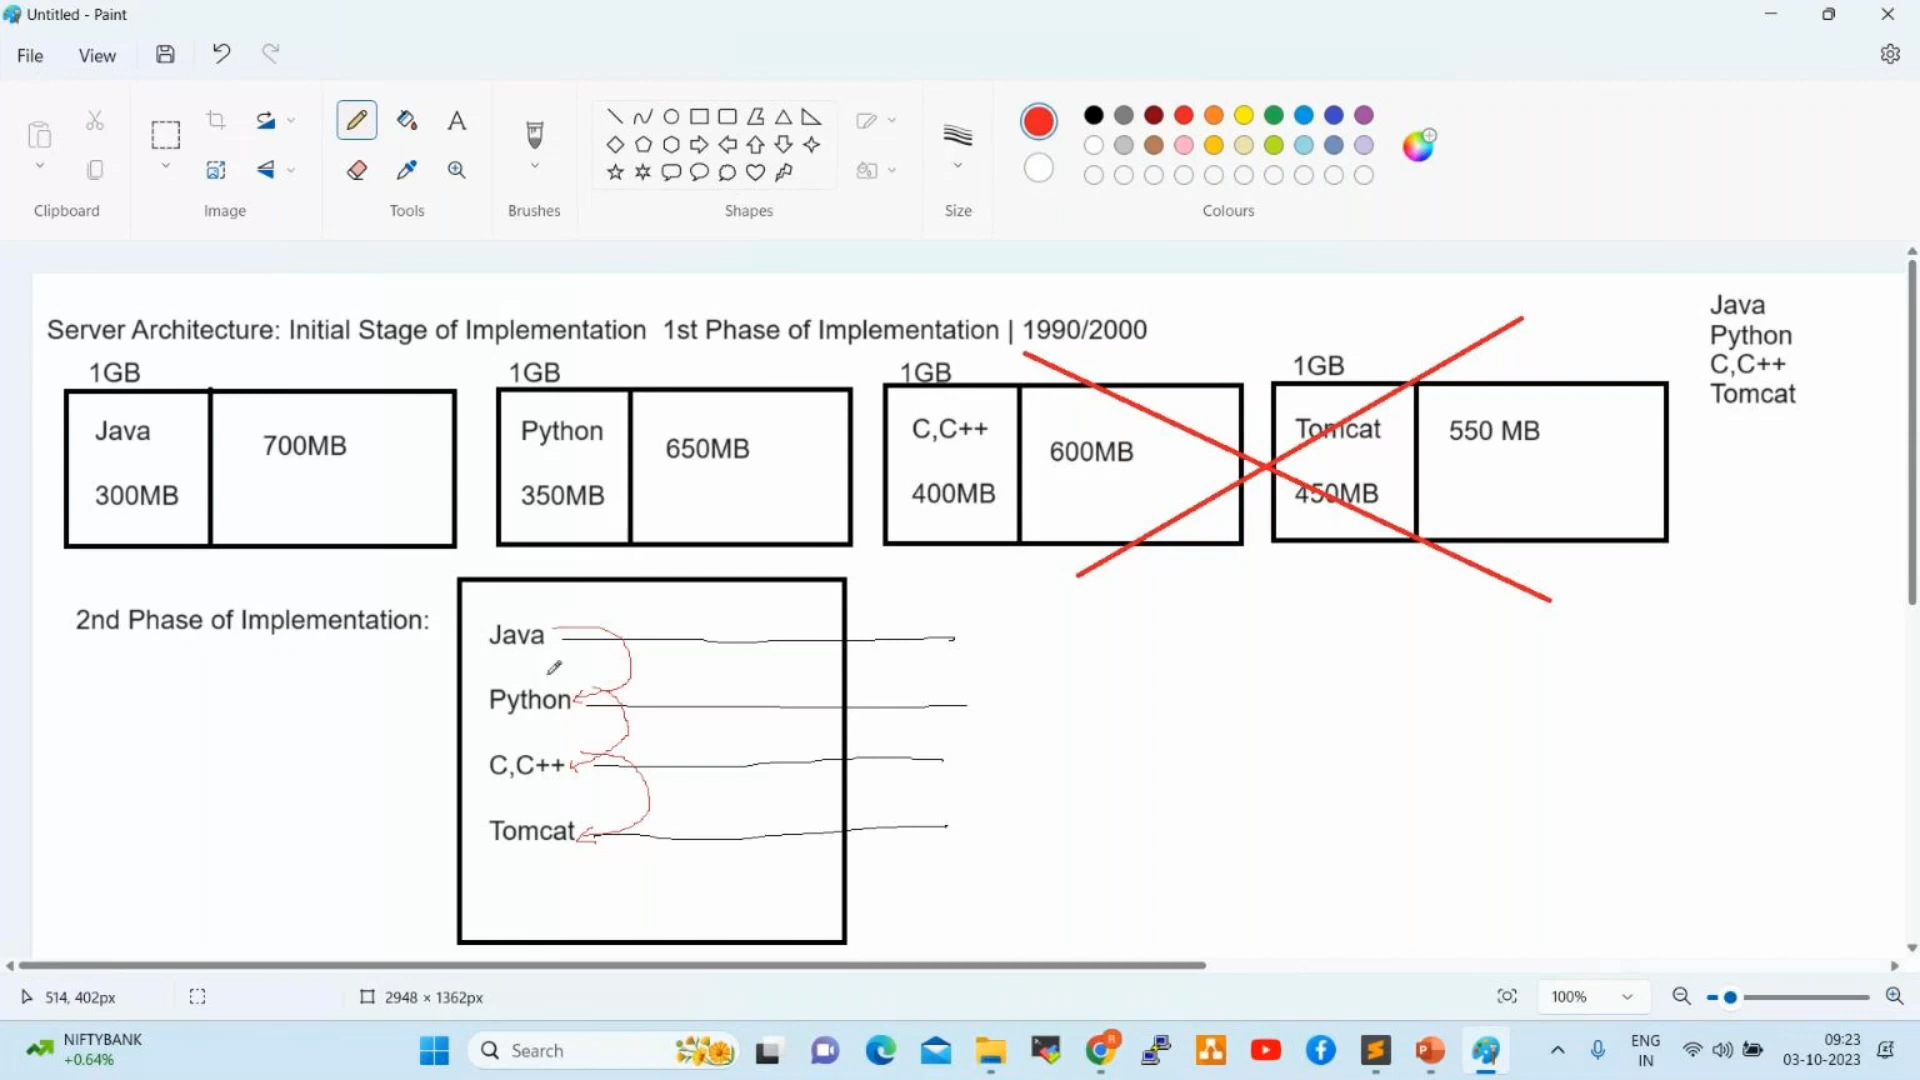 Untitled - Paint
File View
Clipboard Image Tools Brushes Shapes Size Colours
Server Architecture: Initial Stage of Implementation 1st Phase of Implementation | 1990/2000
Java
Python
C,C++
Tomcat
1GB 1GB 1GB 1GB
Java 700MB
300MB
Python 650MB
350MB
C,C++ 600MB
400MB
Tomcat 550 MB
450MB
2nd Phase of Implementation:
Java
Python
C,C++
Tomcat
514, 402px 2948 × 1362px 100%
NIFTYBANK
+0.64%
Search
ENG
IN
09:23
03-10-2023